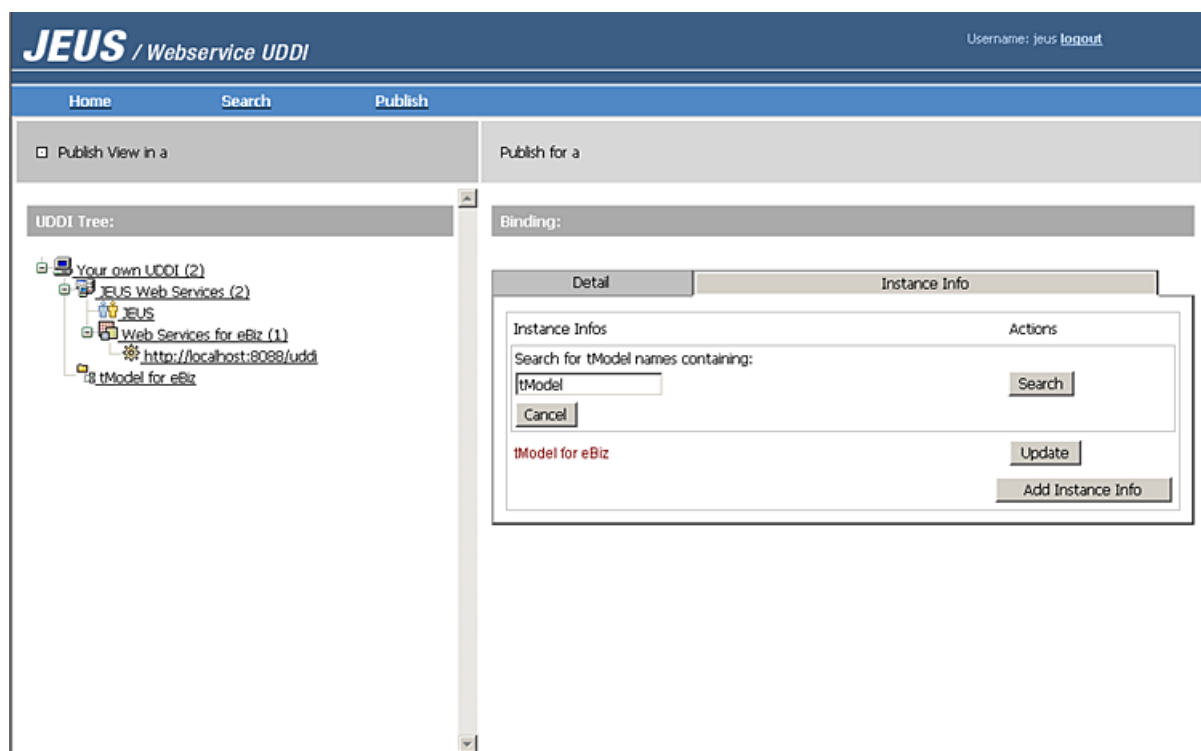 JEUS / Webservice UDDI
Username: jeus logout
Home Search Publish
Publish View in a
Publish for a
UDDI Tree:
Your own UDDI (2)
JEUS Web Services (2)
JEUS
Web Services for eBiz (1)
http://localhost:8088/uddi
tModel for eBiz
Binding:
Detail Instance Info
Instance Infos Actions
Search for tModel names containing:
tModel Search
Cancel
tModel for eBiz Update
Add Instance Info